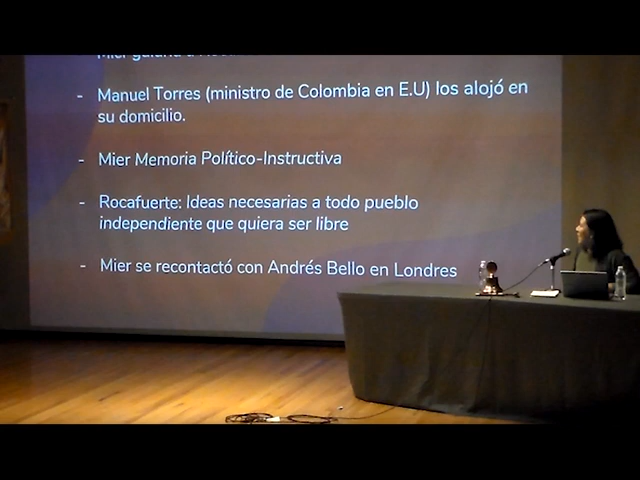 Mier
- Manuel Torres (ministro de Colombia en E.U) los alojó en
su domicilio.
- Mier Memoria Político-Instructiva
- Rocafuerte: Ideas necesarias a todo pueblo
independiente que quiera ser libre
- Mier se recontactó con Andrés Bello en Londres